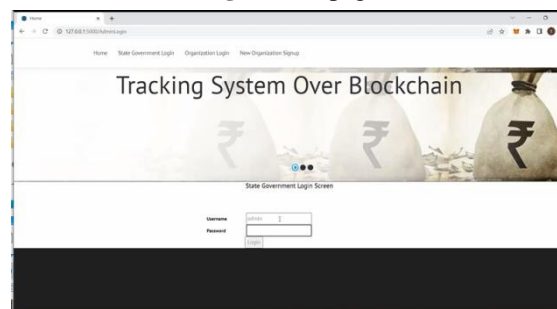 Home
127.0.0.1:5000/AdminLogin
Home State Government Login Organization Login New Organization Signup
Tracking System Over Blockchain
₹ ₹ ₹
State Government Login Screen
Username admin
Password
Login